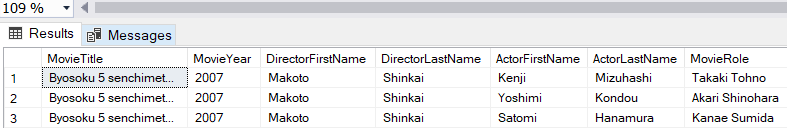 109 %
Results Messages
MovieTitle MovieYear DirectorFirstName DirectorLastName ActorFirstName ActorLastName MovieRole
1 Byosoku 5 senchimet... 2007 Makoto Shinkai Kenji Mizuhashi Takaki Tohno
2 Byosoku 5 senchimet... 2007 Makoto Shinkai Yoshimi Kondou Akari Shinohara
3 Byosoku 5 senchimet... 2007 Makoto Shinkai Satomi Hanamura Kanae Sumida